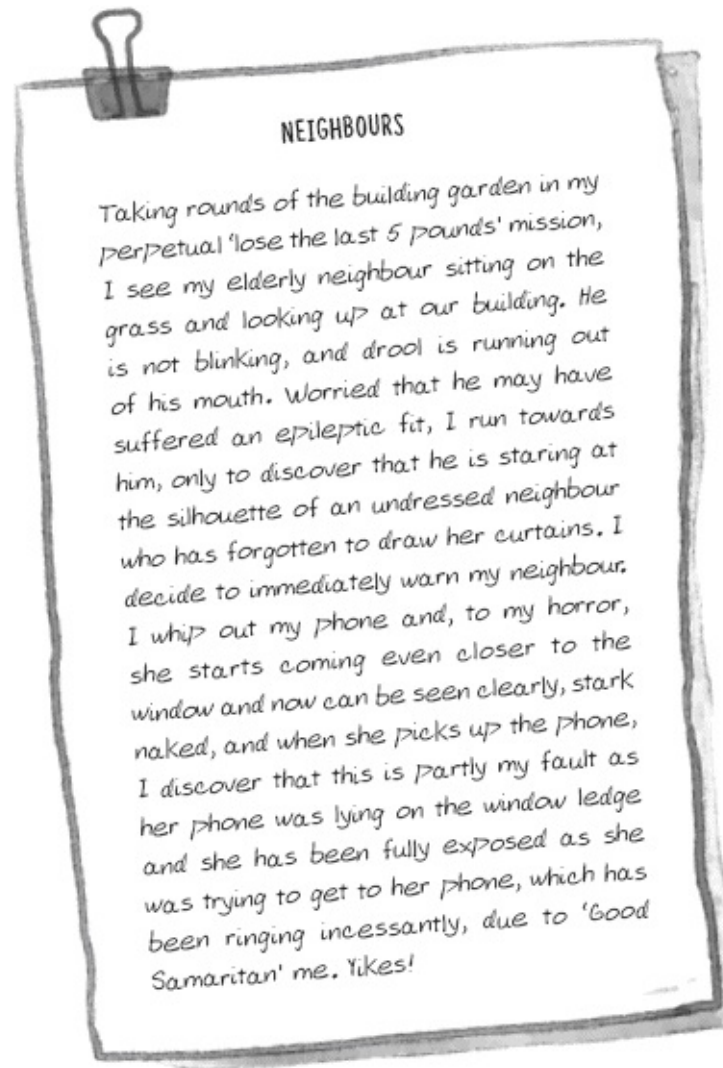 NEIGHBOURS
Taking rounds of the building garden in my
perpetual 'lose the last 5 pounds' mission,
I see my elderly neighbour sitting on the
grass and looking up at our building. He
is not blinking, and drool is running out
of his mouth. Worried that he may have
suffered an epileptic fit, I run towards
him, only to discover that he is staring at
the silhouette of an undressed neighbour
who has forgotten to draw her curtains. I
decide to immediately warn my neighbour.
I whip out my phone and, to my horror,
she starts coming even closer to the
window and now can be seen clearly, stark
naked, and when she picks up the phone,
I discover that this is partly my fault as
her phone was lying on the window ledge
and she has been fully exposed as she
was trying to get to her phone, which has
been ringing incessantly, due to 'Good
Samaritan' me. Yikes!